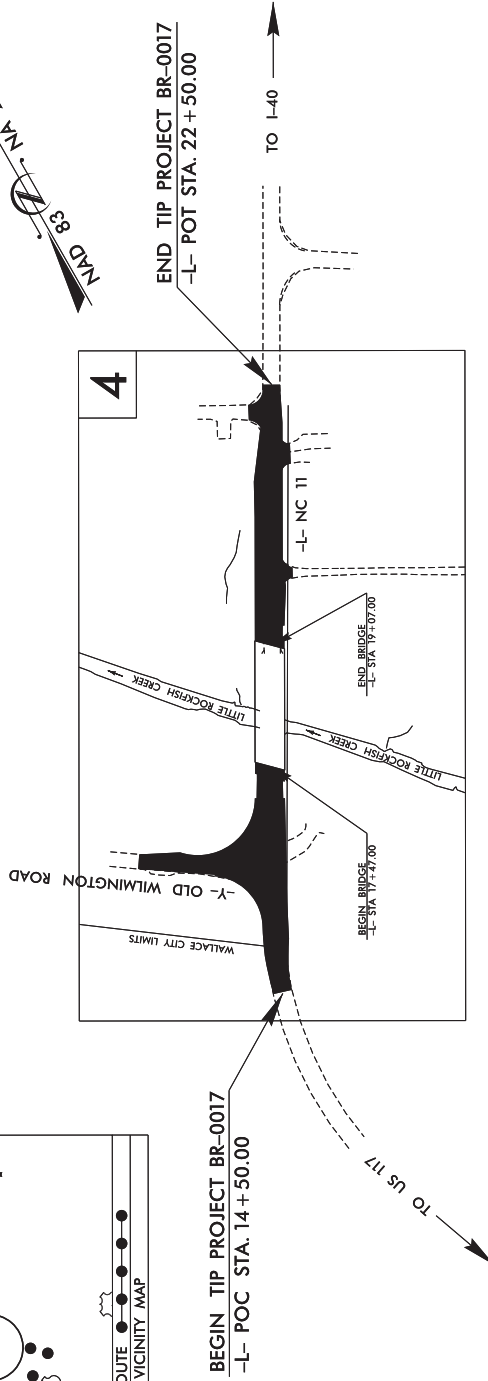 NAD 83
NA
END TIP PROJECT BR-0017
-L- POT STA. 22+50.00
TO I-40
4
-L- NC 11
END BRIDGE
-L- STA 19+07.00
LITTLE ROCKFISH CREEK
LITTLE ROCKFISH CREEK
-Y- OLD WILMINGTON ROAD
BEGIN BRIDGE
-L- STA 17+47.00
WALLACE CITY LIMITS
BEGIN TIP PROJECT BR-0017
-L- POC STA. 14+50.00
TO US 117
OUTE
VICINITY MAP